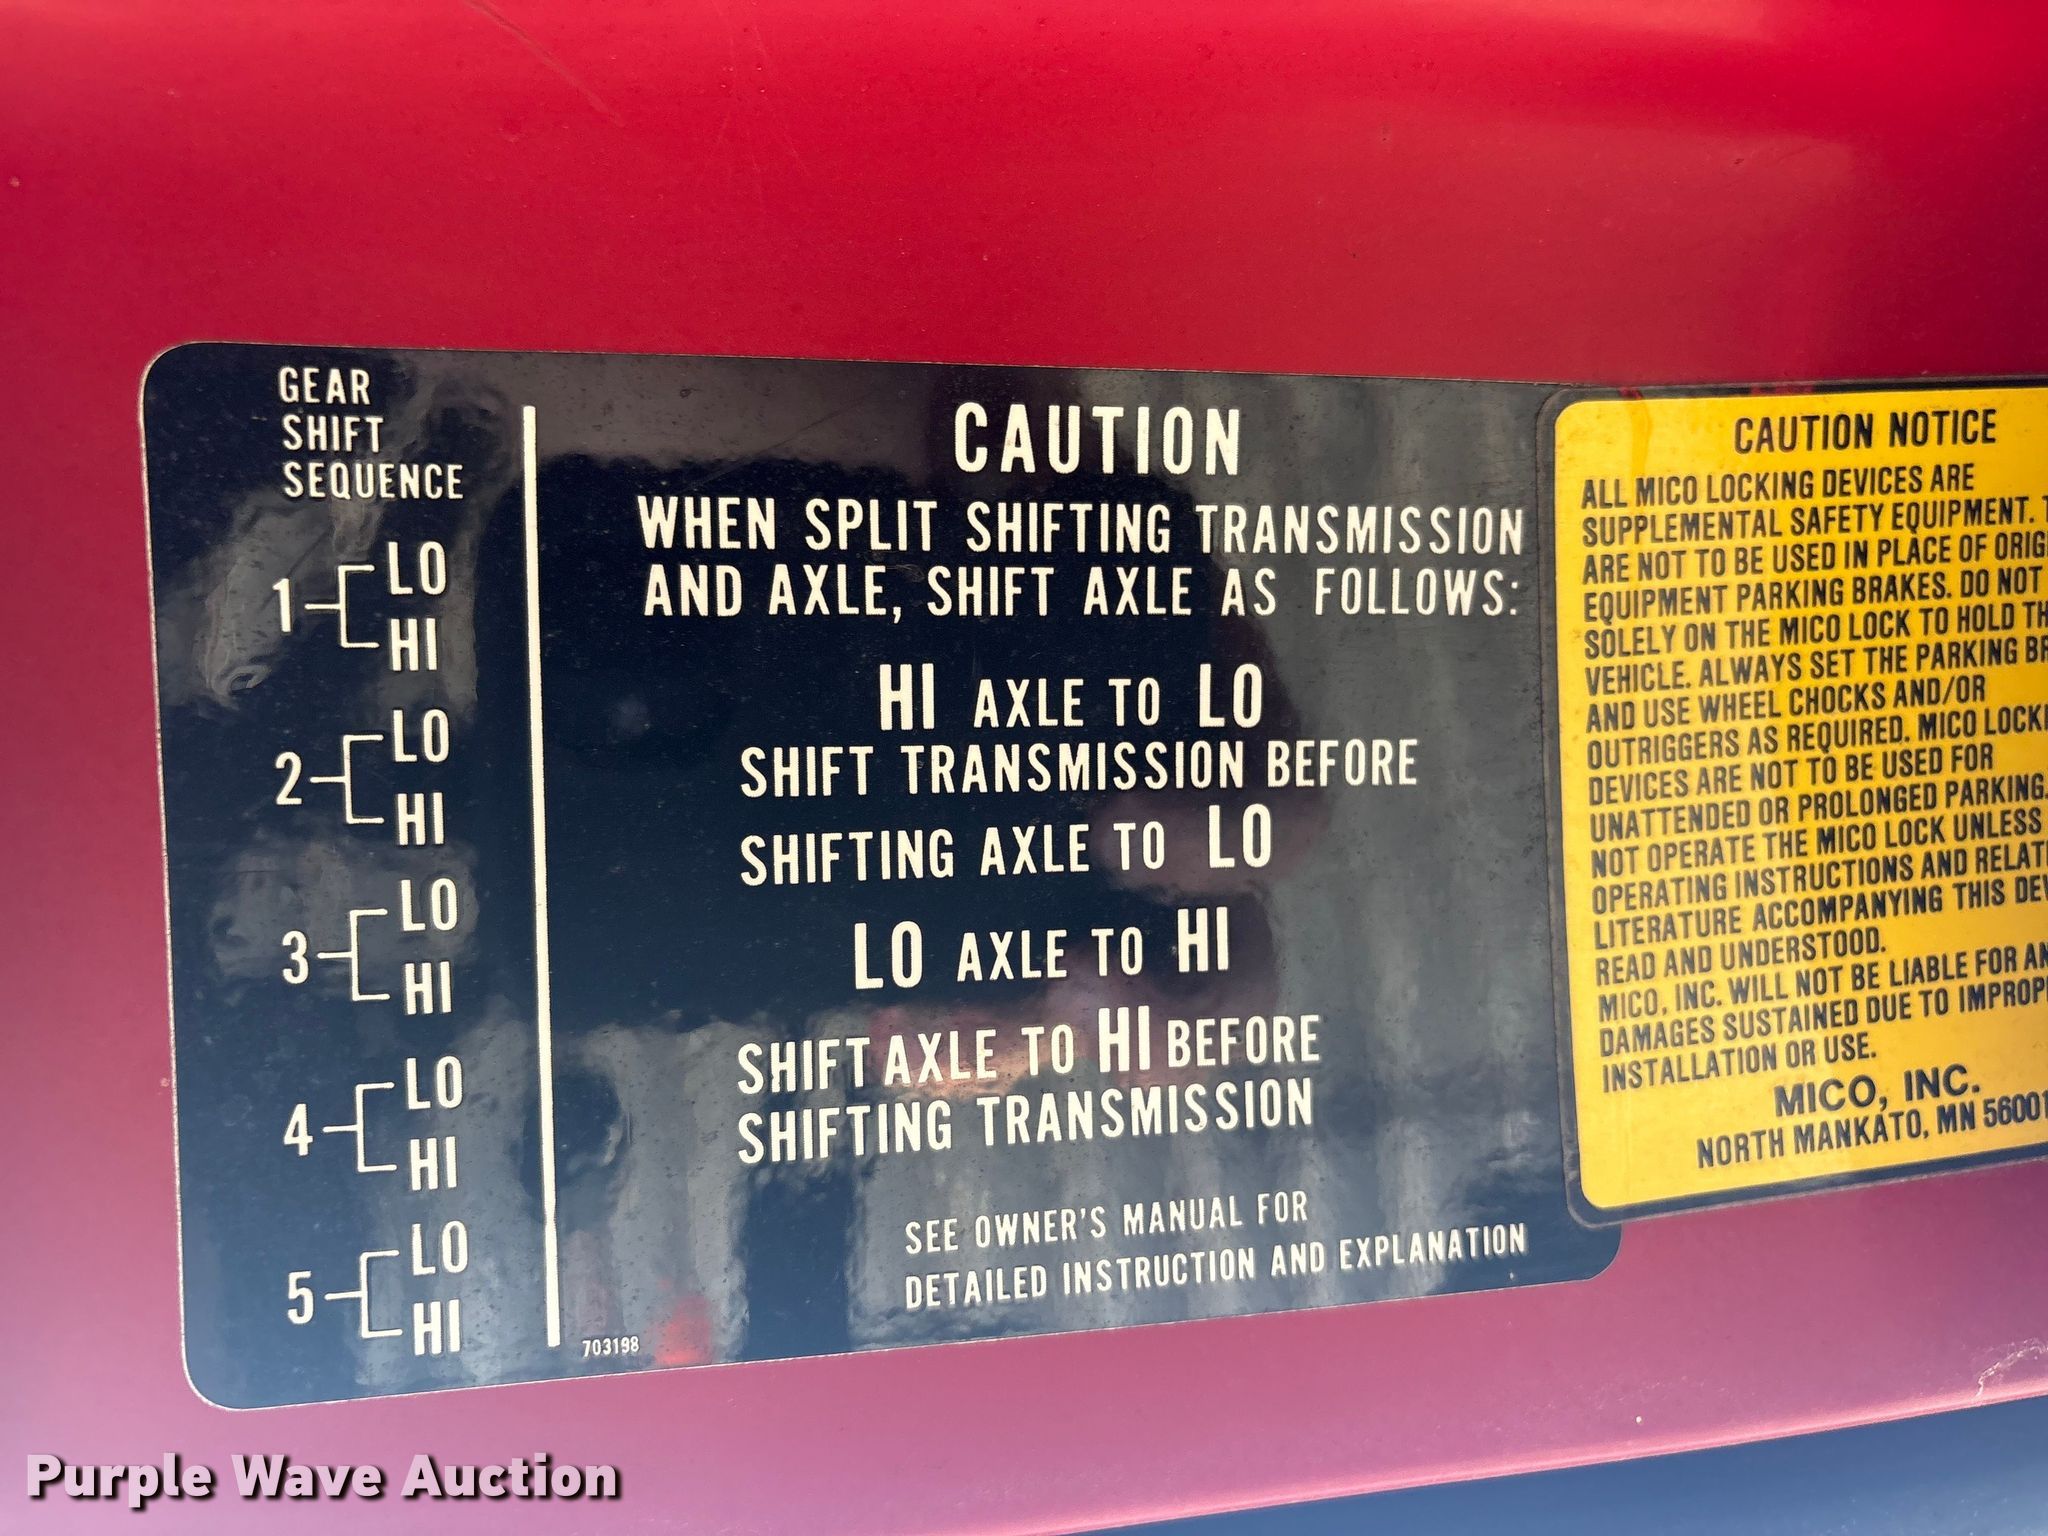 GEAR
SHIFT
SEQUENCE
1 LO
HI
2 LO
HI
3 LO
HI
4 LO
HI
5 LO
HI
CAUTION
WHEN SPLIT SHIFTING TRANSMISSION
AND AXLE, SHIFT AXLE AS FOLLOWS:
HI AXLE TO LO
SHIFT TRANSMISSION BEFORE
SHIFTING AXLE TO LO
LO AXLE TO HI
SHIFT AXLE TO HI BEFORE
SHIFTING TRANSMISSION
SEE OWNER'S MANUAL FOR
DETAILED INSTRUCTION AND EXPLANATION
703198
CAUTION NOTICE
ALL MICO LOCKING DEVICES ARE
SUPPLEMENTAL SAFETY EQUIPMENT.
ARE NOT TO BE USED IN PLACE OF
EQUIPMENT PARKING BRAKES. DO NOT
SOLELY ON THE MICO LOCK TO HOLD
VEHICLE. ALWAYS SET THE PARKING
AND USE WHEEL CHOCKS AND/OR
OUTRIGGERS AS REQUIRED. MICO
DEVICES ARE NOT TO BE USED FOR
UNATTENDED OR PROLONGED PARKING.
NOT OPERATE THE MICO LOCK UNLESS
OPERATING INSTRUCTIONS AND
LITERATURE ACCOMPANYING THIS
READ AND UNDERSTOOD.
MICO, INC. WILL NOT BE LIABLE FOR
DAMAGES SUSTAINED DUE TO
INSTALLATION OR USE.
MICO, INC.
NORTH MANKATO, MN 56001
Purple Wave Auction